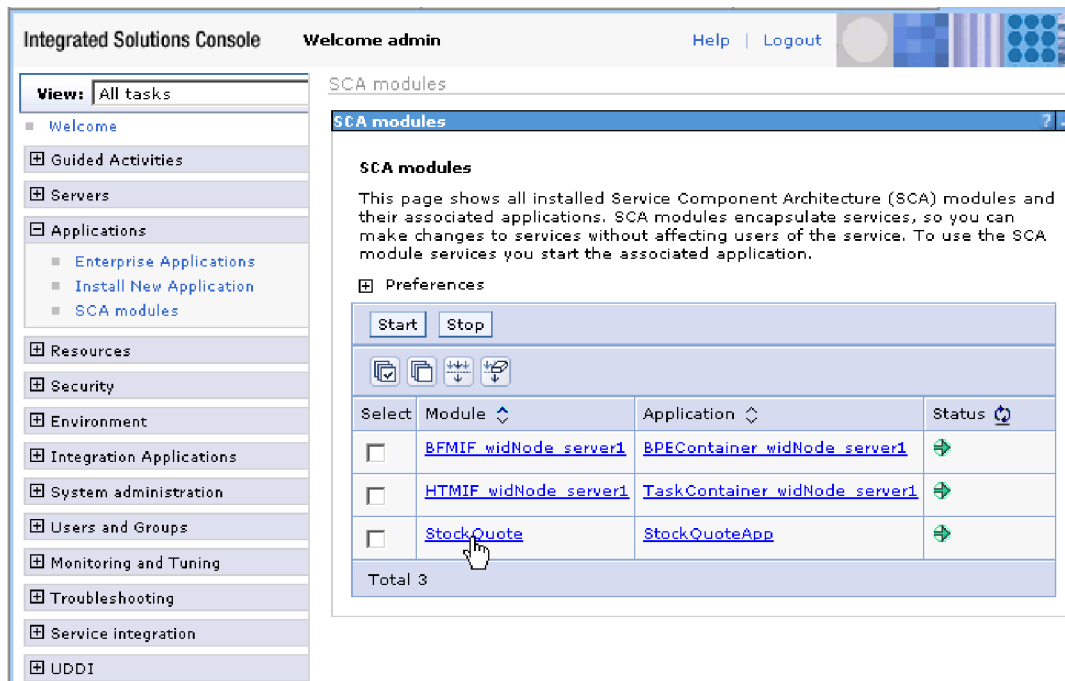 Integrated Solutions Console
Welcome admin
Help | Logout
View: All tasks
Welcome
Guided Activities
Servers
Applications
Enterprise Applications
Install New Application
SCA modules
Resources
Security
Environment
Integration Applications
System administration
Users and Groups
Monitoring and Tuning
Troubleshooting
Service integration
UDDI
SCA modules
SCA modules
?
SCA modules
This page shows all installed Service Component Architecture (SCA) modules and
their associated applications. SCA modules encapsulate services, so you can
make changes to services without affecting users of the service. To use the SCA
module services you start the associated application.
Preferences
Start Stop
Select Module Application Status
BFMIF_widNode_server1 BPEContainer_widNode_server1
HTMIF_widNode_server1 TaskContainer_widNode_server1
StockQuote StockQuoteApp
Total 3